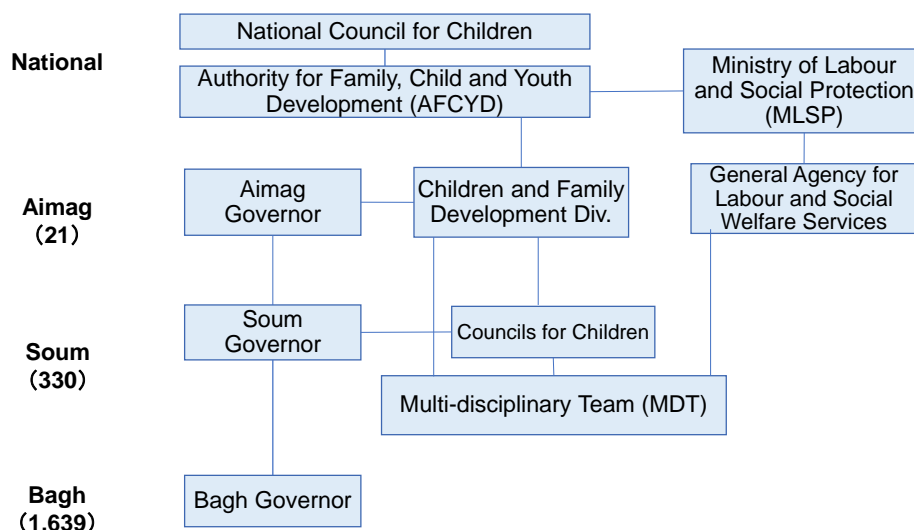 National Council for Children
National
Authority for Family, Child and Youth
Development (AFCYD)
Ministry of Labour
and Social Protection
(MLSP)
Aimag
（21）
Aimag
Governor
Children and Family
Development Div.
General Agency for
Labour and Social
Welfare Services
Soum
（330）
Soum
Governor
Councils for Children
Multi-disciplinary Team (MDT)
Bagh
（1,639）
Bagh Governor